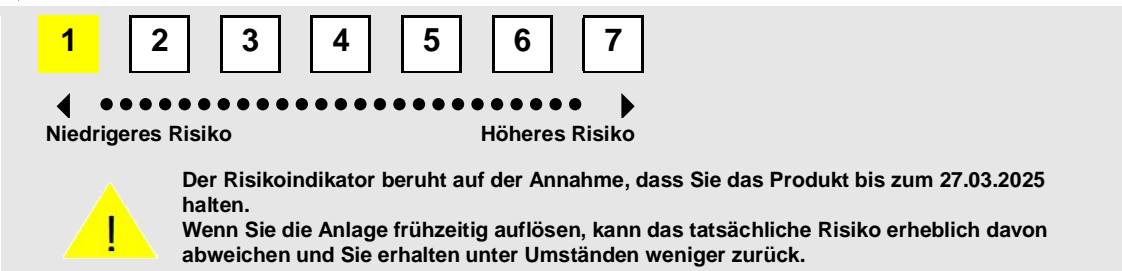 1 2 3 4 5 6 7
Niedrigeres Risiko Höheres Risiko
Der Risikoindikator beruht auf der Annahme, dass Sie das Produkt bis zum 27.03.2025
halten.
Wenn Sie die Anlage frühzeitig auflösen, kann das tatsächliche Risiko erheblich davon
abweichen und Sie erhalten unter Umständen weniger zurück.
!